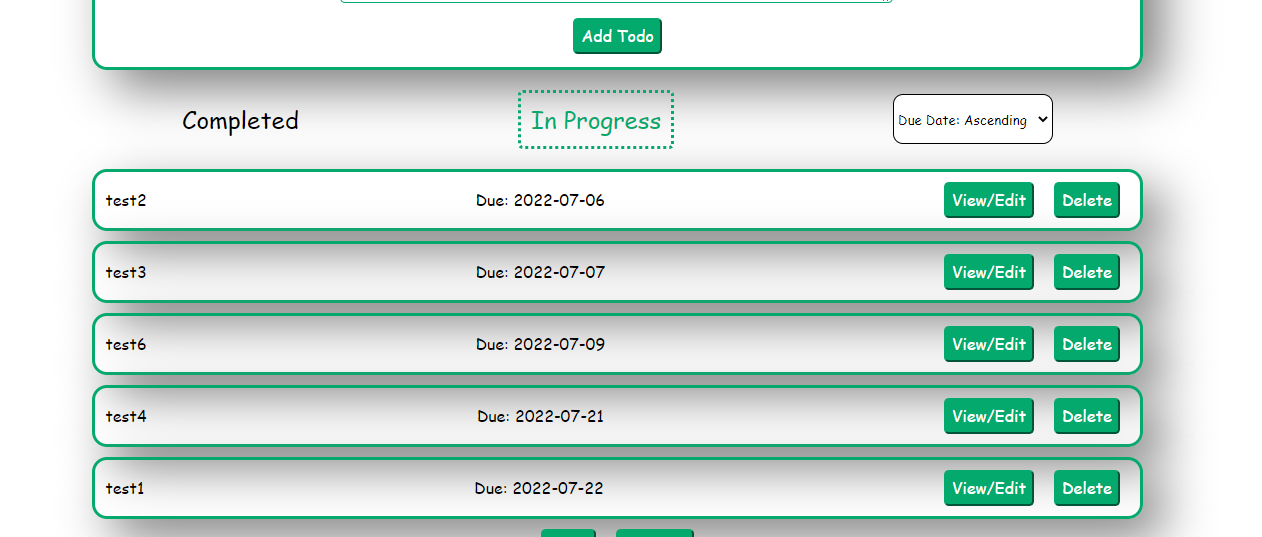 Add Todo
Completed In Progress Due Date: Ascending
test2 Due: 2022-07-06 View/Edit Delete
test3 Due: 2022-07-07 View/Edit Delete
test6 Due: 2022-07-09 View/Edit Delete
test4 Due: 2022-07-21 View/Edit Delete
test1 Due: 2022-07-22 View/Edit Delete